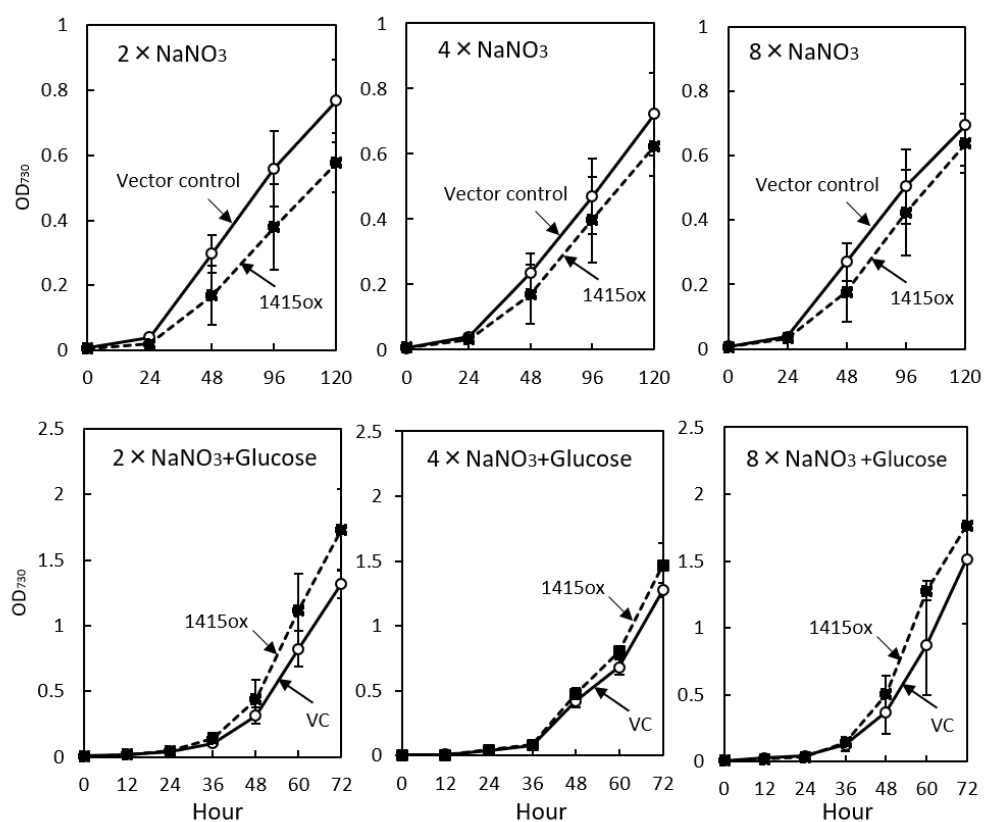 2 × NaNO₃
4 × NaNO₃
8 × NaNO₃
OD₇₃₀
1
0.8
0.6
0.4
0.2
0
Vector control
1415ox
0 24 48 96 120
1
0.8
0.6
0.4
0.2
0
Vector control
1415ox
0 24 48 96 120
1
0.8
0.6
0.4
0.2
0
Vector control
1415ox
0 24 48 96 120
2 × NaNO₃+Glucose
4 × NaNO₃+Glucose
8 × NaNO₃ +Glucose
OD₇₃₀
2.5
2
1.5
1
0.5
0
1415ox
VC
0 12 24 36 48 60 72
Hour
2.5
2
1.5
1
0.5
0
1415ox
VC
0 12 24 36 48 60 72
Hour
2.5
2
1.5
1
0.5
0
1415ox
VC
0 12 24 36 48 60 72
Hour